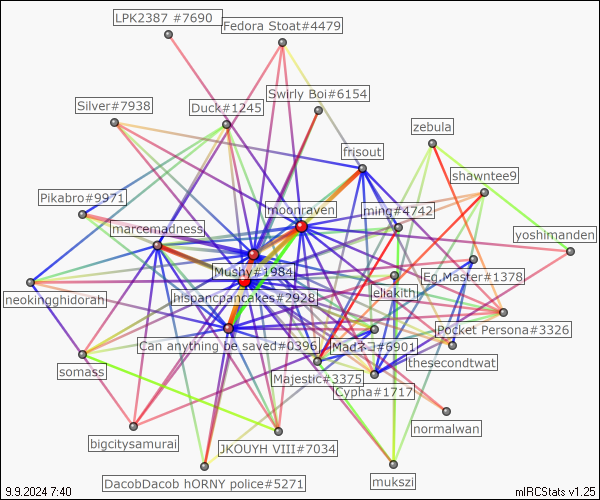 LPK2387 #7690
Fedora Stoat#4479
Swirly Boi#6154
Silver#7938
Duck#1245
zebula
frisout
shawntee9
Pikabro#9971
moonraven
ming#4742
marcemadness
yoshimanden
Mushy#1984
Eg.Master#1378
neokingghidorah
hispancpancakes#2928
eliakith
Pocket Persona#3326
Can anything be saved#0396
Madネコ#6901
thesecondtwat
somass
Majestic#3375
Cypha#1717
normalwan
bigcitysamurai
JKOUYH VIII#7034
DacobDacob hORNY police#5271
mukszi
9.9.2024 7:40
mIRCStats v1.25